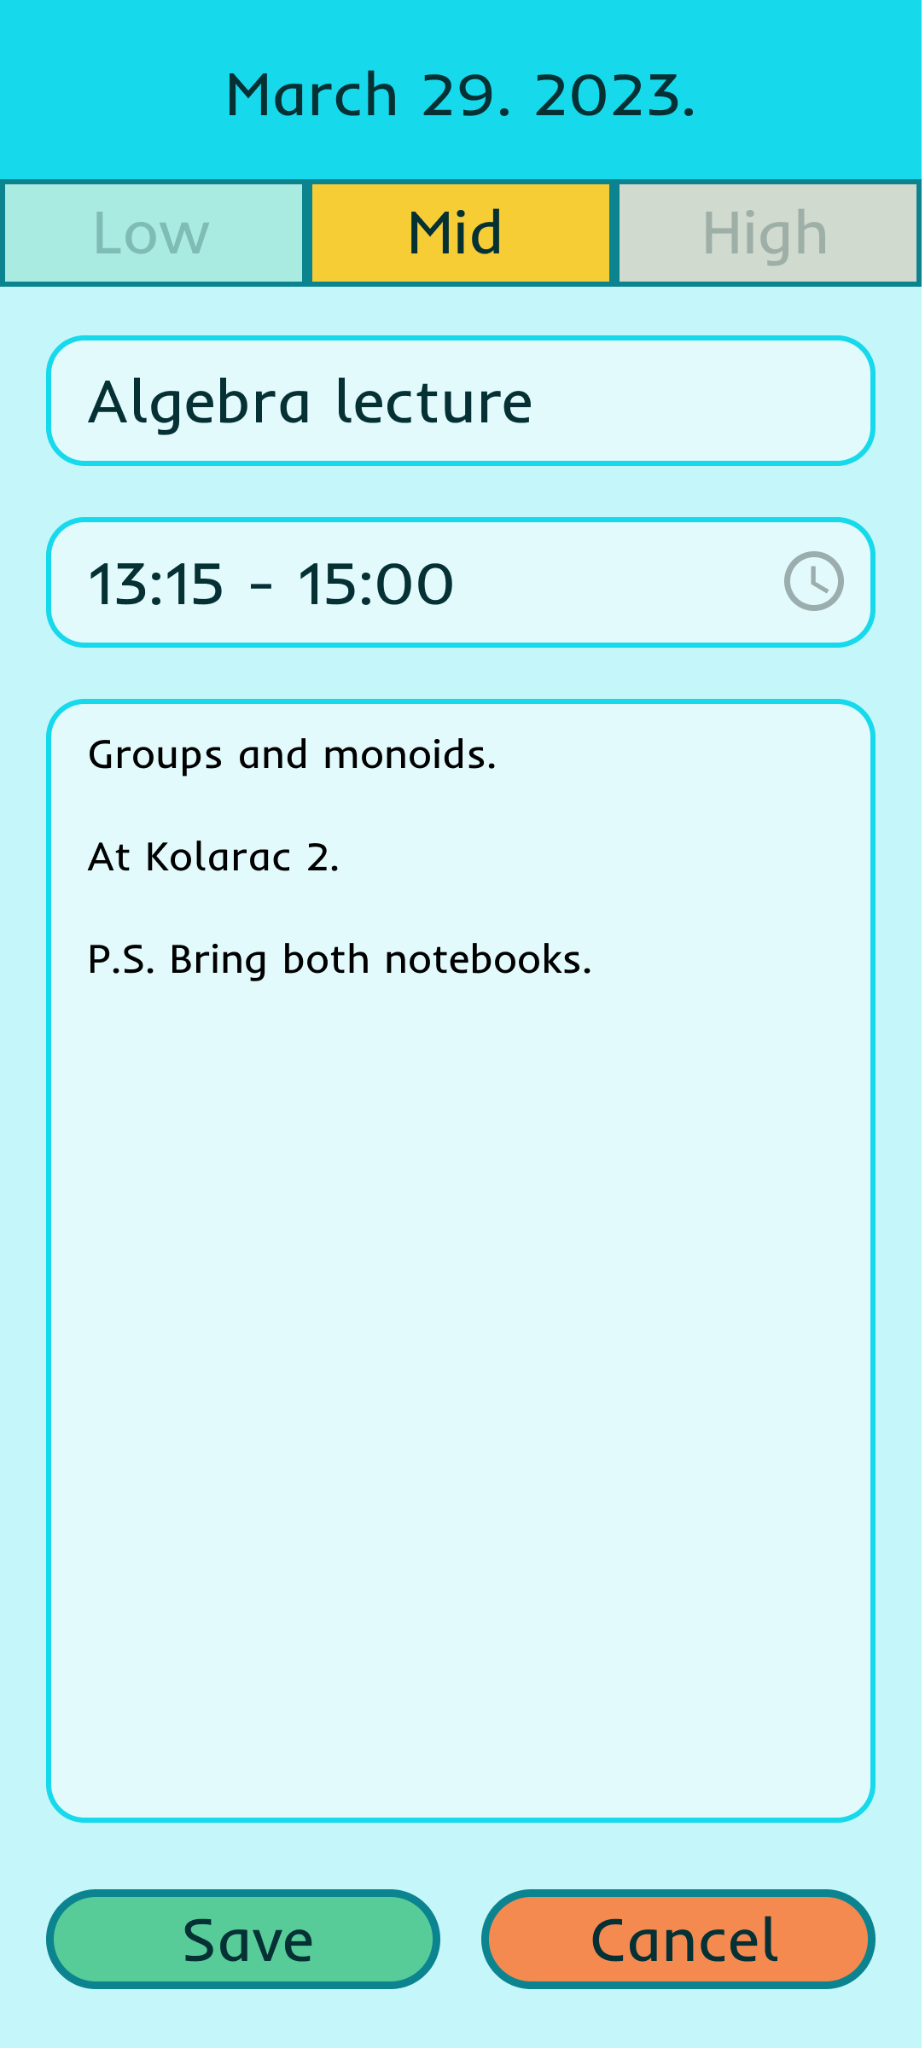 March 29. 2023.
Low Mid High
Algebra lecture
13:15 - 15:00
Groups and monoids.
At Kolarac 2.
P.S. Bring both notebooks.
Save Cancel